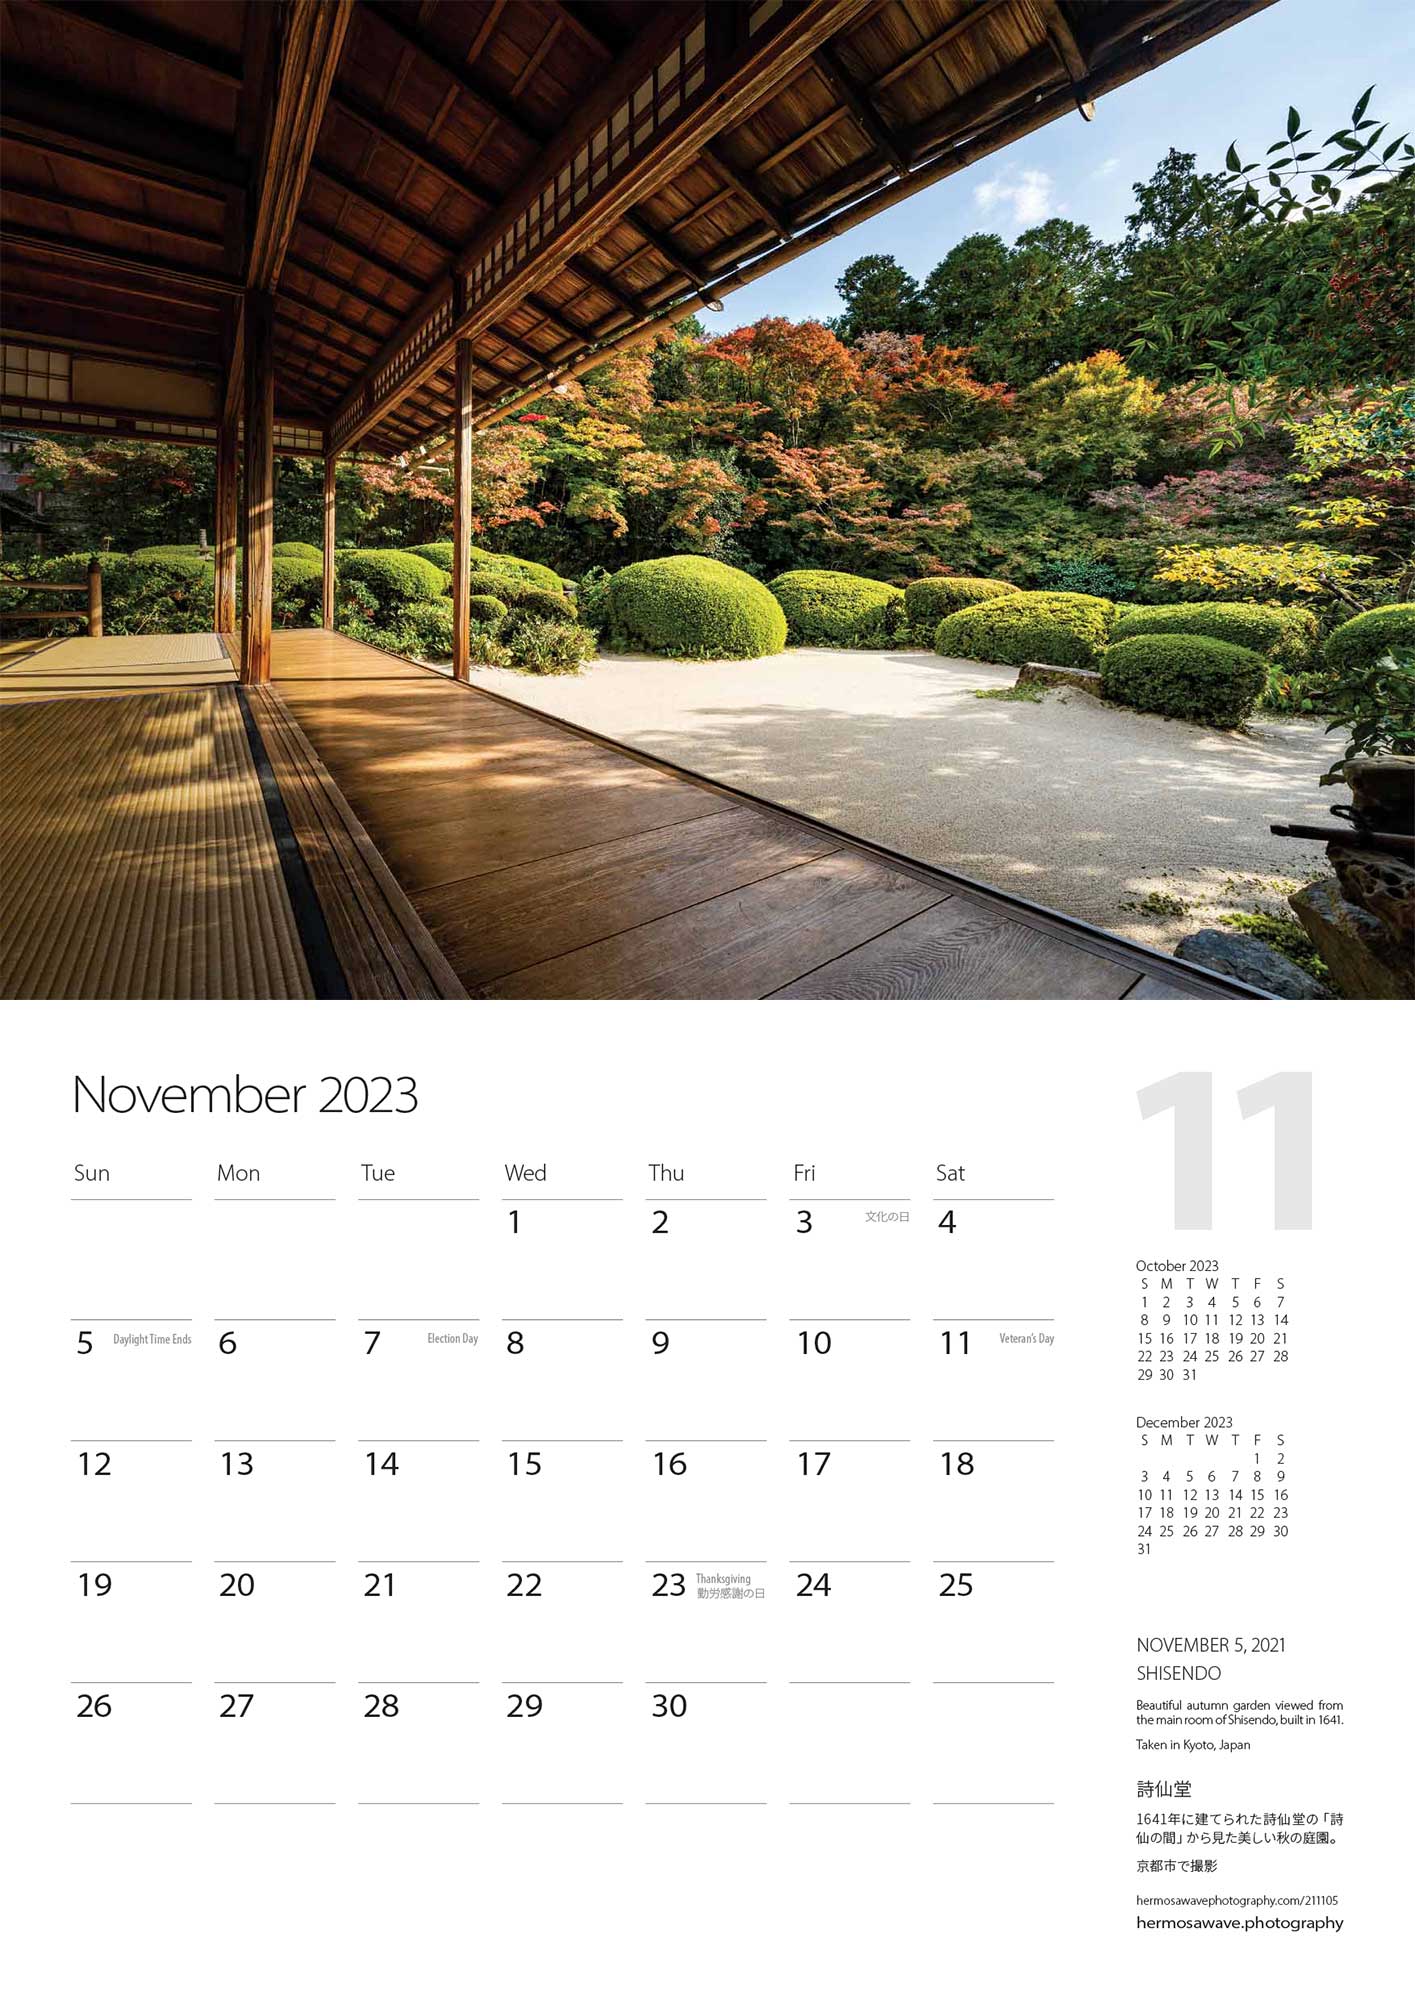 November 2023
11
Sun Mon Tue Wed Thu Fri Sat
1 2 3 文化の日 4
5 Daylight Time Ends 6 7 Election Day 8 9 10 11 Veteran's Day
12 13 14 15 16 17 18
19 20 21 22 23 Thanksgiving 24 25
勤労感謝の日
26 27 28 29 30
October 2023
S M T W T F S
1 2 3 4 5 6 7
8 9 10 11 12 13 14
15 16 17 18 19 20 21
22 23 24 25 26 27 28
29 30 31
December 2023
S M T W T F S
1 2
3 4 5 6 7 8 9
10 11 12 13 14 15 16
17 18 19 20 21 22 23
24 25 26 27 28 29 30
31
NOVEMBER 5, 2021
SHISENDO
Beautiful autumn garden viewed from
the main room of Shisendo, built in 1641.
Taken in Kyoto, Japan
詩仙堂
1641年に建てられた詩仙堂の「詩
仙の間」から見た美しい秋の庭園。
京都市で撮影
hermosawavephotography.com/211105
hermosawave.photography